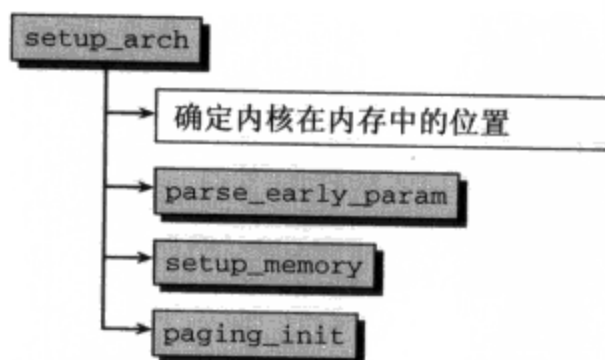 setup_arch
确定内核在内存中的位置
parse_early_param
setup_memory
paging_init